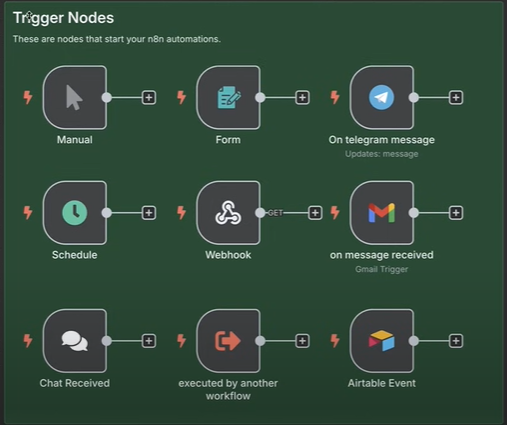 Trigger Nodes
These are nodes that start your n8n automations.
Manual
Form
On telegram message
Updates: message
Schedule
GET
Webhook
on message received
Gmail Trigger
Chat Received
executed by another
workflow
Airtable Event